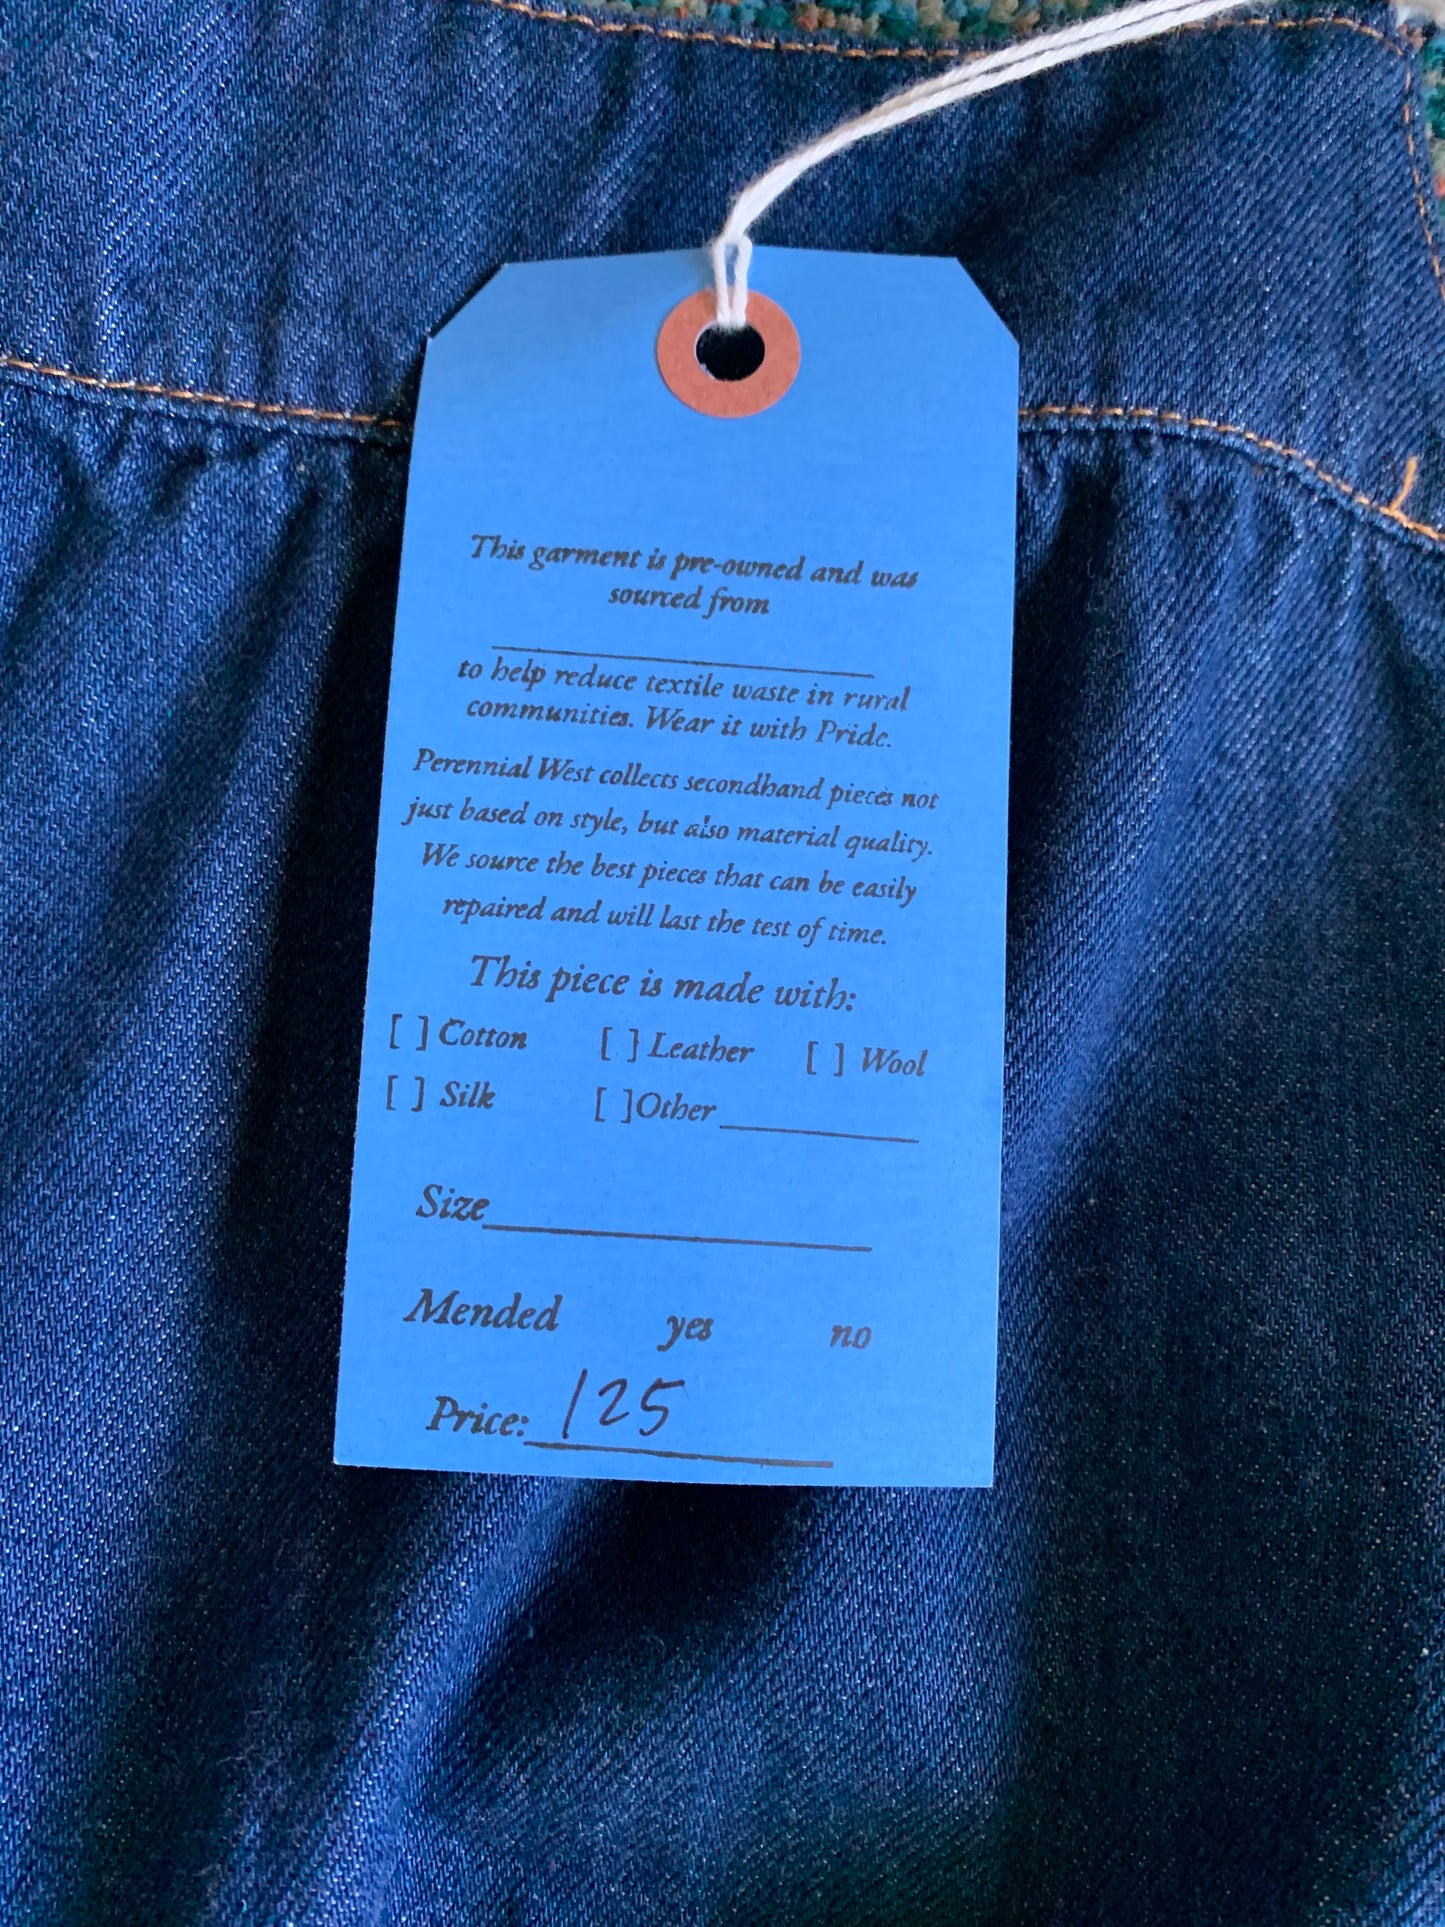 This garment is pre-owned and was
sourced from
to help reduce textile waste in rural
communities. Wear it with Pride.
Perennial West collects secondhand pieces not
just based on style, but also material quality.
We source the best pieces that can be easily
repaired and will last the test of time.
This piece is made with:
[ ] Cotton [ ] Leather [ ] Wool
[ ] Silk [ ]Other
Size
Mended yes no
Price: 125